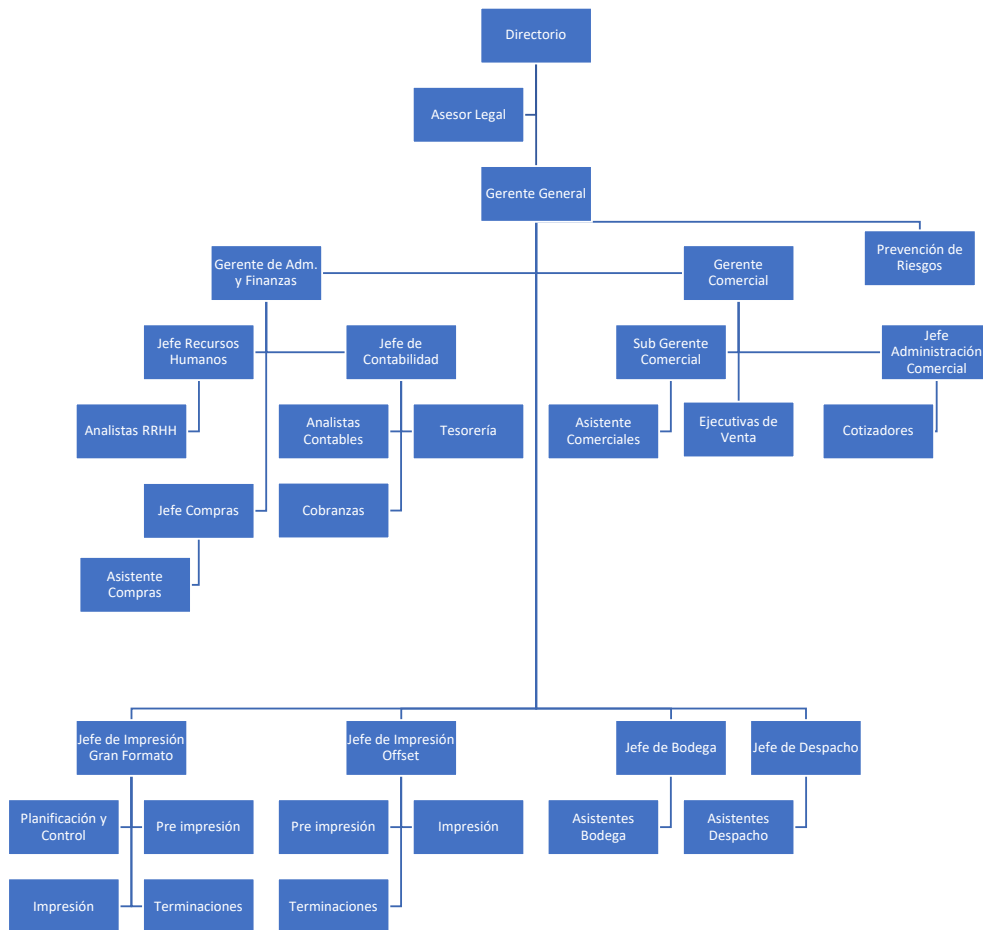 Directorio
Asesor Legal
Gerente General
Prevención de
Riesgos
Gerente de Adm.
y Finanzas
Gerente
Comercial
Jefe Recursos
Humanos
Jefe de
Contabilidad
Sub Gerente
Comercial
Jefe
Administración
Comercial
Analistas RRHH
Analistas
Contables
Tesorería
Asistente
Comerciales
Ejecutivas de
Venta
Cotizadores
Jefe Compras
Cobranzas
Asistente
Compras
Jefe de Impresión
Gran Formato
Jefe de Impresión
Offset
Jefe de Bodega
Jefe de Despacho
Planificación y
Control
Pre impresión
Pre impresión
Impresión
Asistentes
Bodega
Asistentes
Despacho
Impresión
Terminaciones
Terminaciones